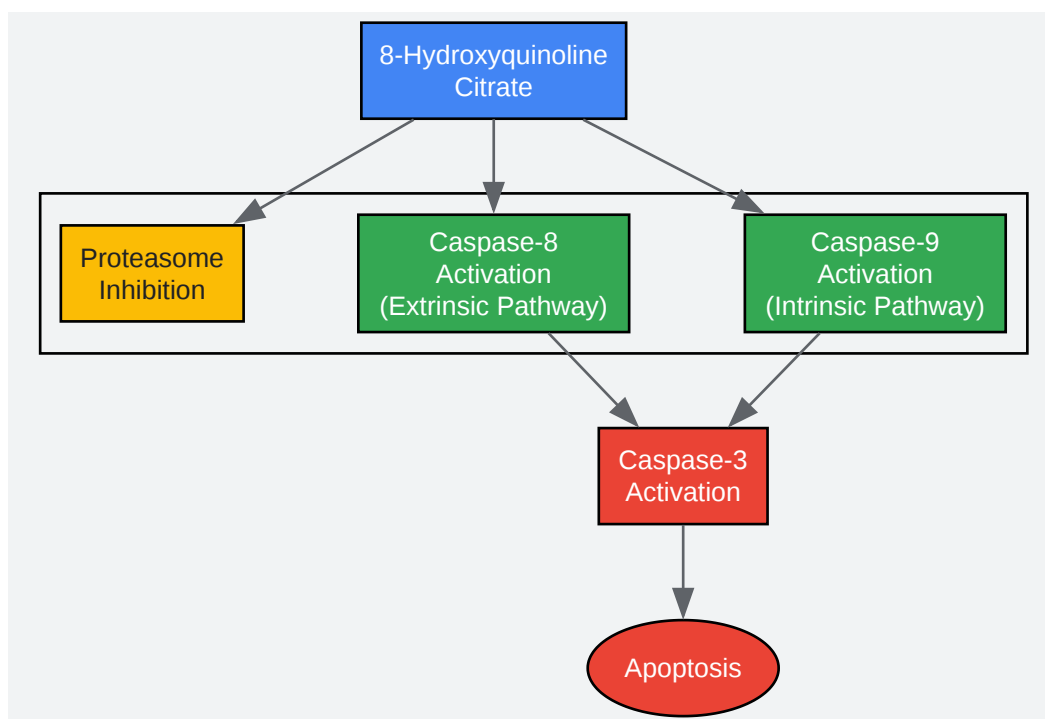 8-Hydroxyquinoline
Citrate
Proteasome
Inhibition
Caspase-8
Activation
(Extrinsic Pathway)
Caspase-9
Activation
(Intrinsic Pathway)
Caspase-3
Activation
Apoptosis